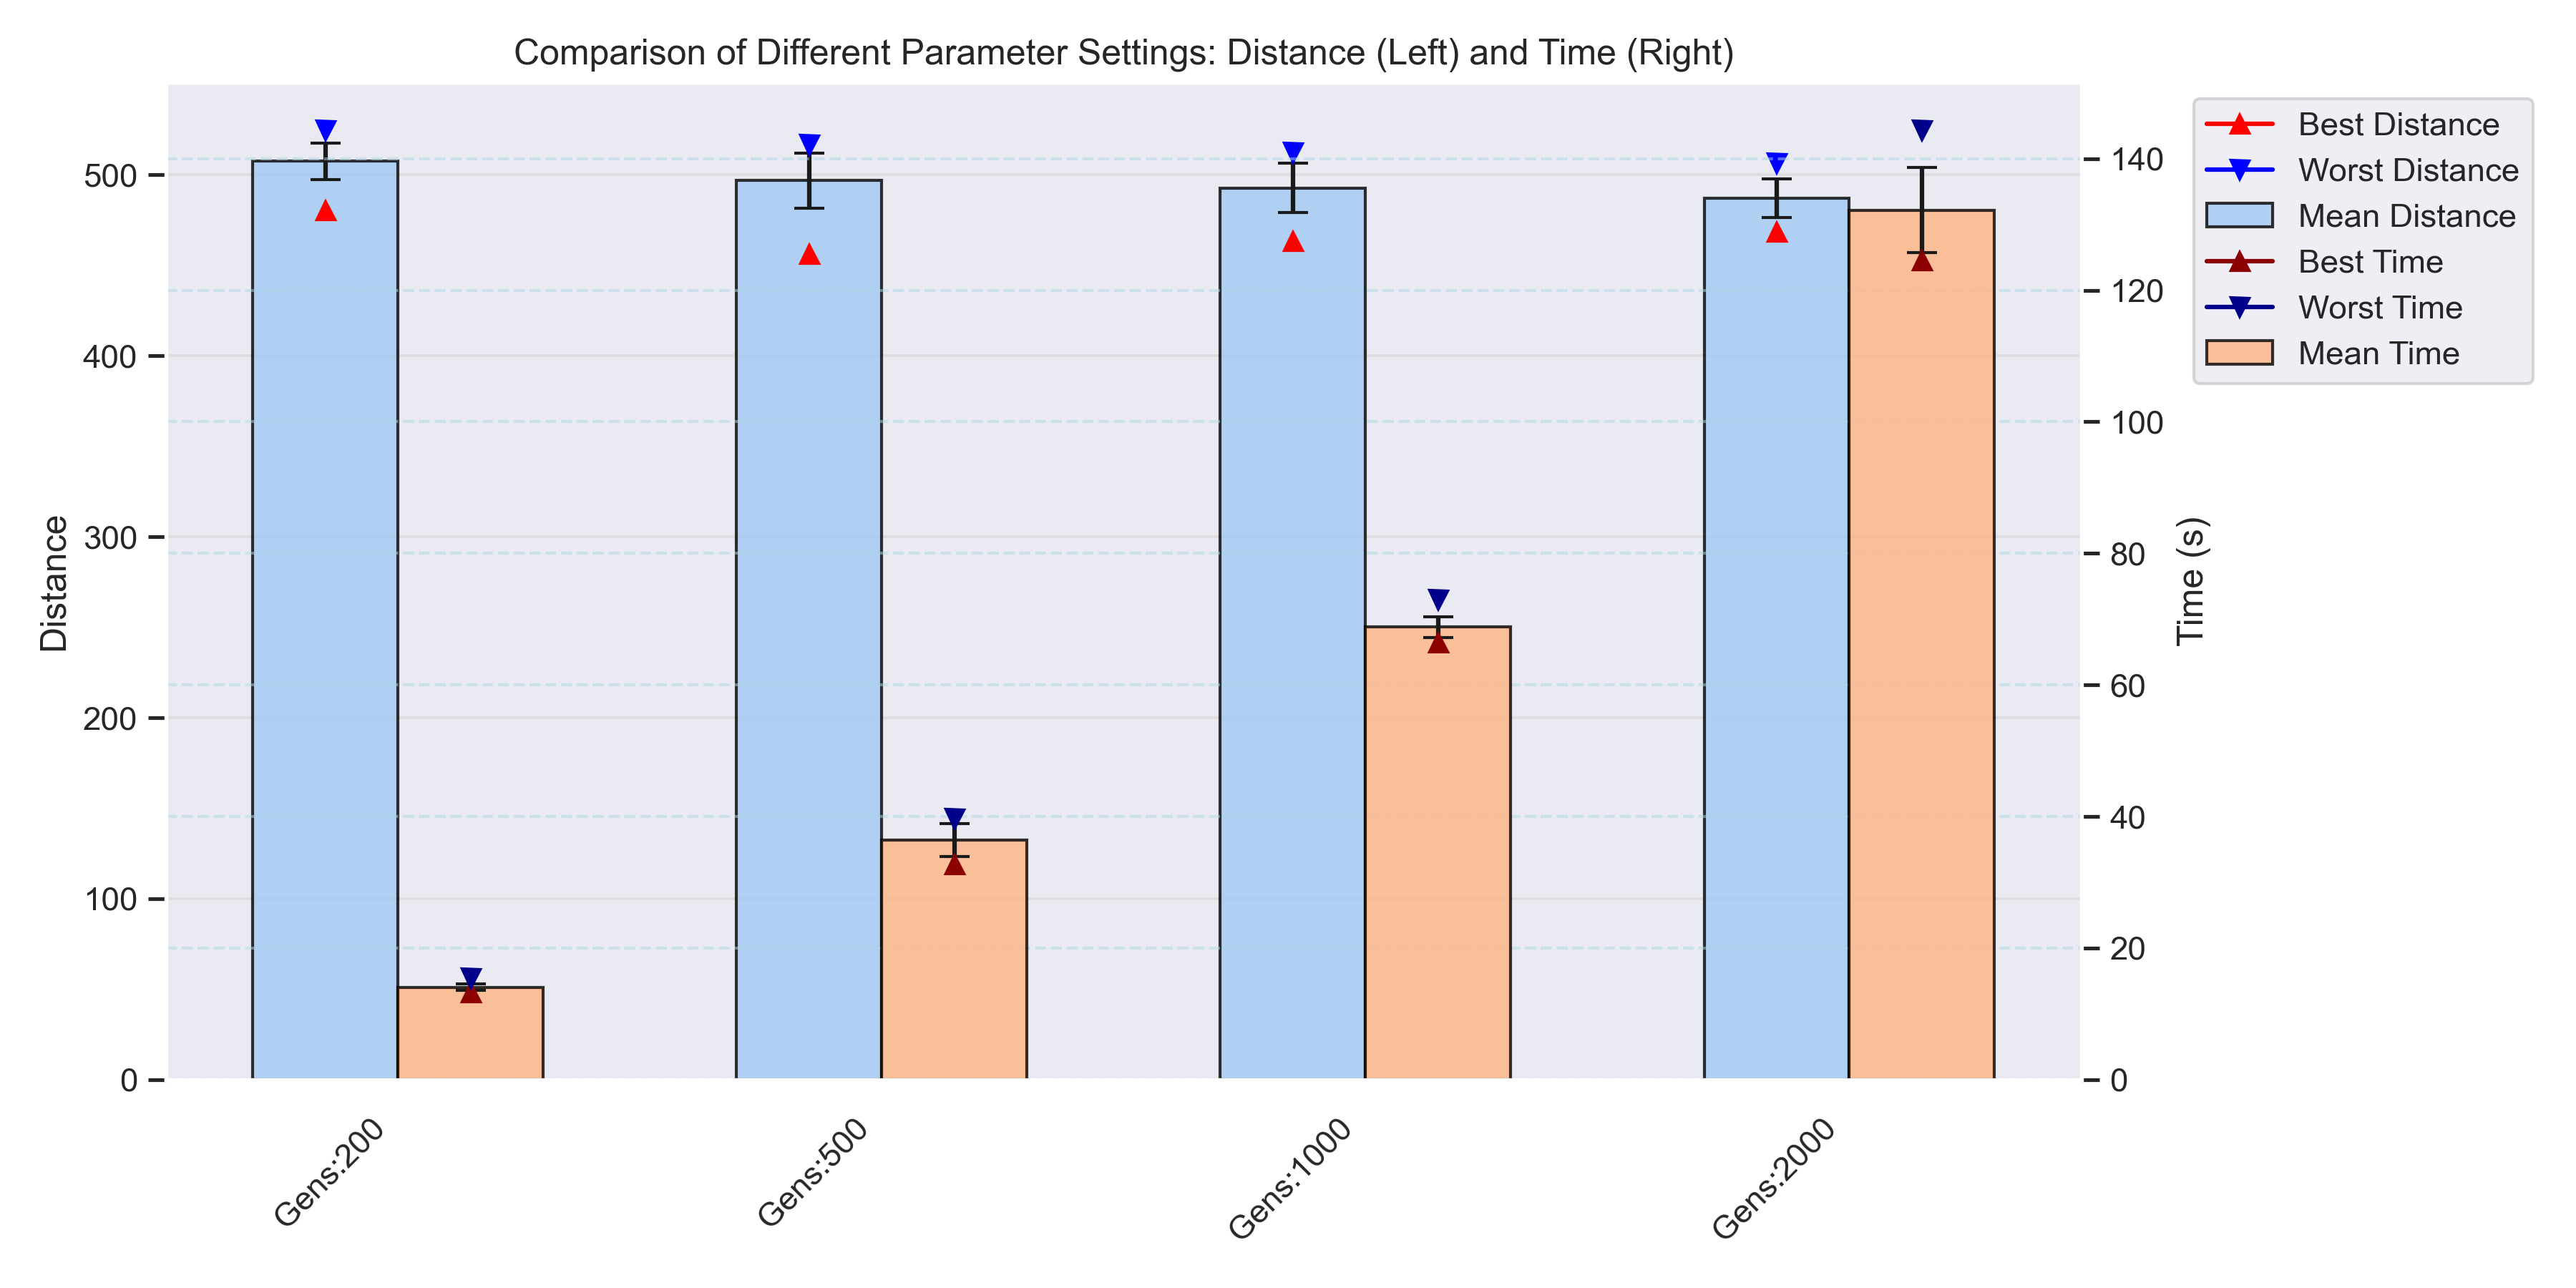 Comparison of Different Parameter Settings: Distance (Left) and Time (Right)
Best Distance
Worst Distance
Mean Distance
Best Time
Worst Time
Mean Time
Distance
500
400
300
200
100
0
Time (s)
140
120
100
80
60
40
20
0
Gens:200
Gens:500
Gens:1000
Gens:2000